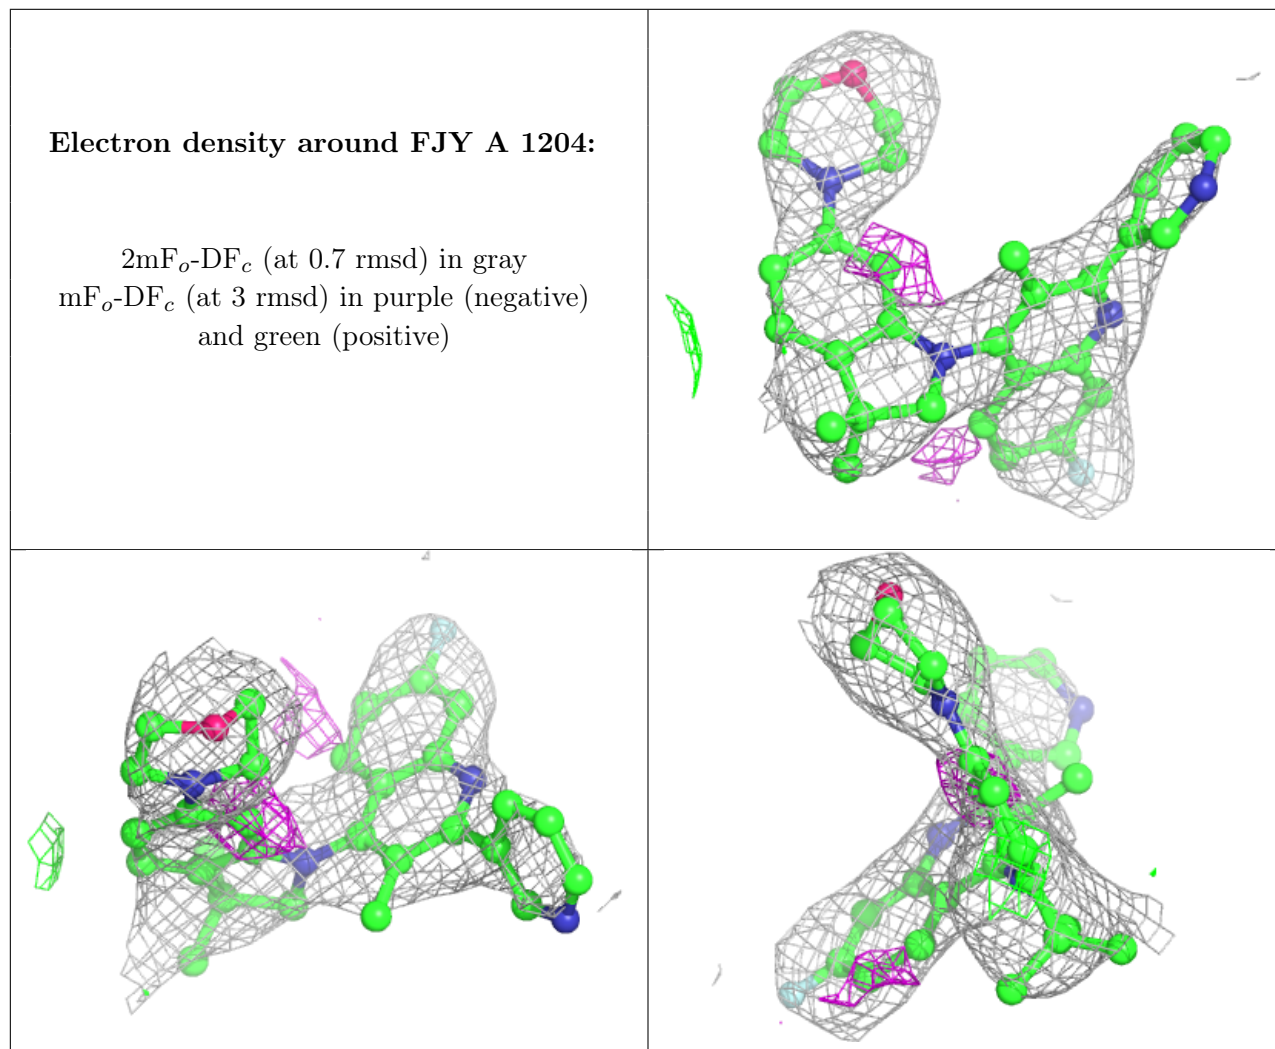 Electron density around FJY A 1204:
2mFo-DFc (at 0.7 rmsd) in gray
mFo-DFc (at 3 rmsd) in purple (negative)
and green (positive)